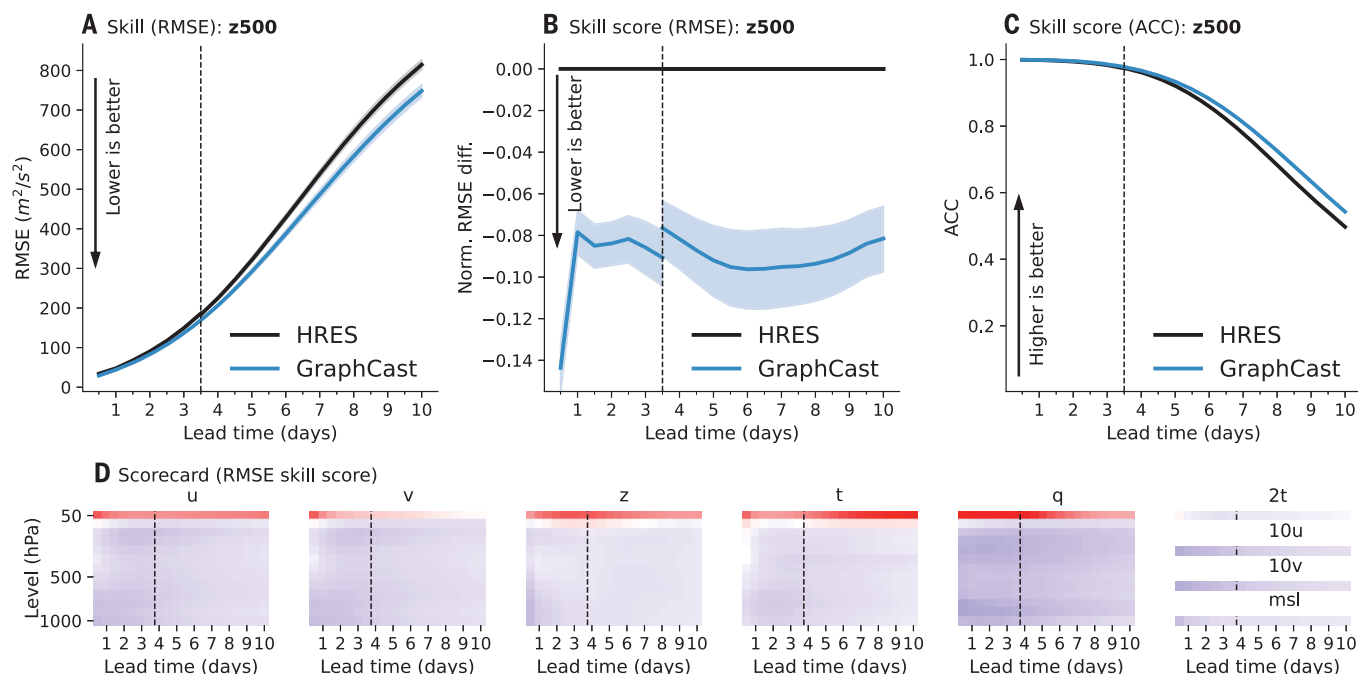 A Skill (RMSE): z500
800
700
600
500
400
300
200
100
0
RMSE (m²/s²)
Lower is better
HRES
GraphCast
1 2 3 4 5 6 7 8 9 10
Lead time (days)
B Skill score (RMSE): z500
0.00
−0.02
−0.04
−0.06
−0.08
−0.10
−0.12
−0.14
Norm. RMSE diff.
Lower is better
HRES
GraphCast
1 2 3 4 5 6 7 8 9 10
Lead time (days)
C Skill score (ACC): z500
1.0
0.8
0.6
0.4
0.2
ACC
Higher is better
HRES
GraphCast
1 2 3 4 5 6 7 8 9 10
Lead time (days)
D Scorecard (RMSE skill score)
u
50
500
1000
Level (hPa)
1 2 3 4 5 6 7 8 9 10
Lead time (days)
v
1 2 3 4 5 6 7 8 9 10
Lead time (days)
z
1 2 3 4 5 6 7 8 9 10
Lead time (days)
t
1 2 3 4 5 6 7 8 9 10
Lead time (days)
q
1 2 3 4 5 6 7 8 9 10
Lead time (days)
2t
10u
10v
msl
1 2 3 4 5 6 7 8 9 10
Lead time (days)